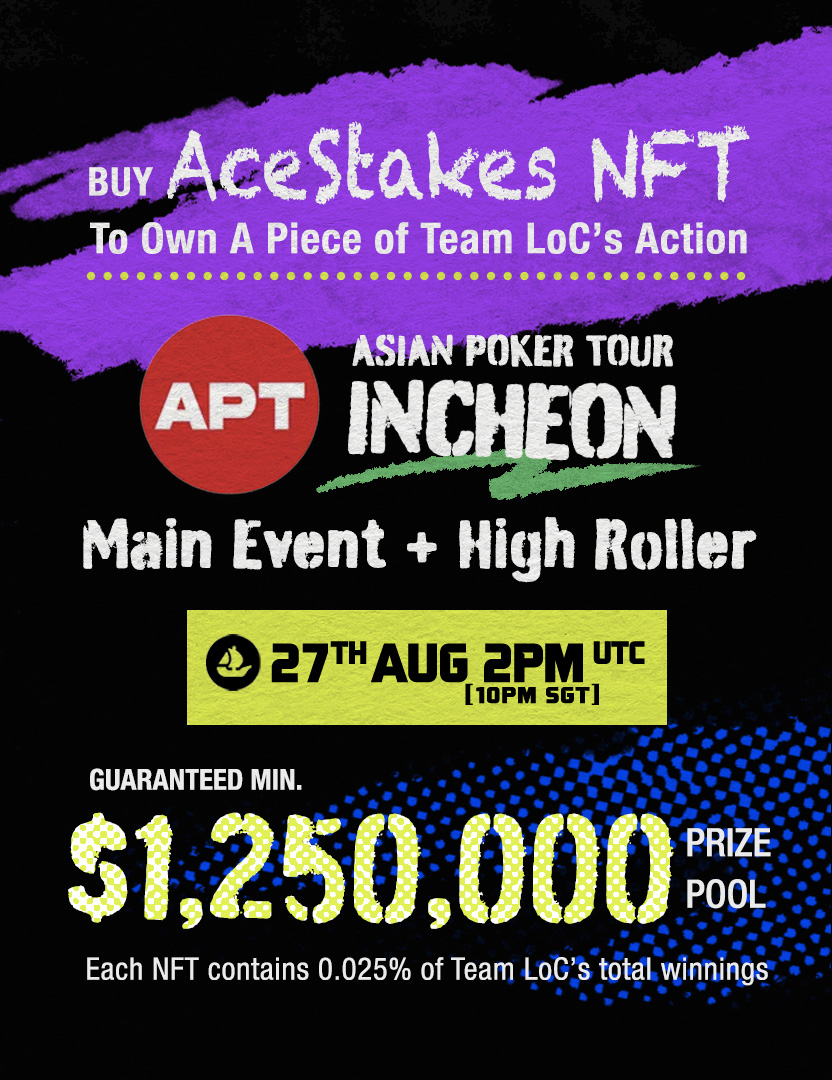 BUY AceStakes NFT
To Own A Piece of Team LoC's Action
APT
ASIAN POKER TOUR
INCHEON
Main Event + High Roller
27TH AUG 2PM UTC
[10PM SGT]
GUARANTEED MIN.
$1,250,000 PRIZE POOL
Each NFT contains 0.025% of Team LoC's total winnings